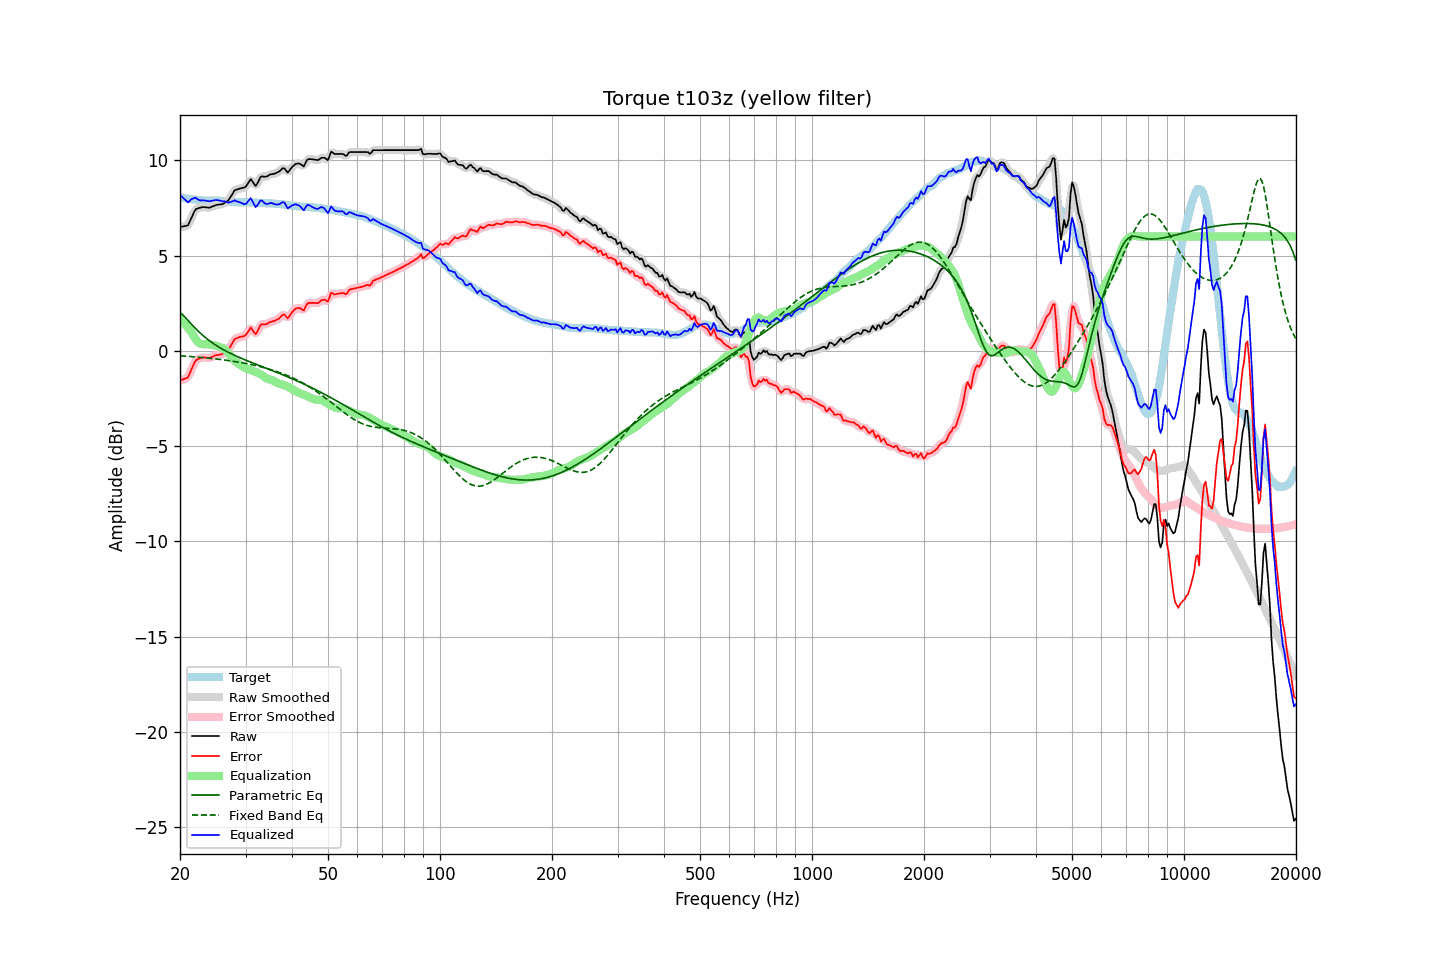 Torque t103z (yellow filter)
10
5
0
−5
−10
−15
−20
−25
Amplitude (dBr)
Target
Raw Smoothed
Error Smoothed
Raw
Error
Equalization
Parametric Eq
Fixed Band Eq
Equalized
20 50 100 200 500 1000 2000 5000 10000 20000
Frequency (Hz)